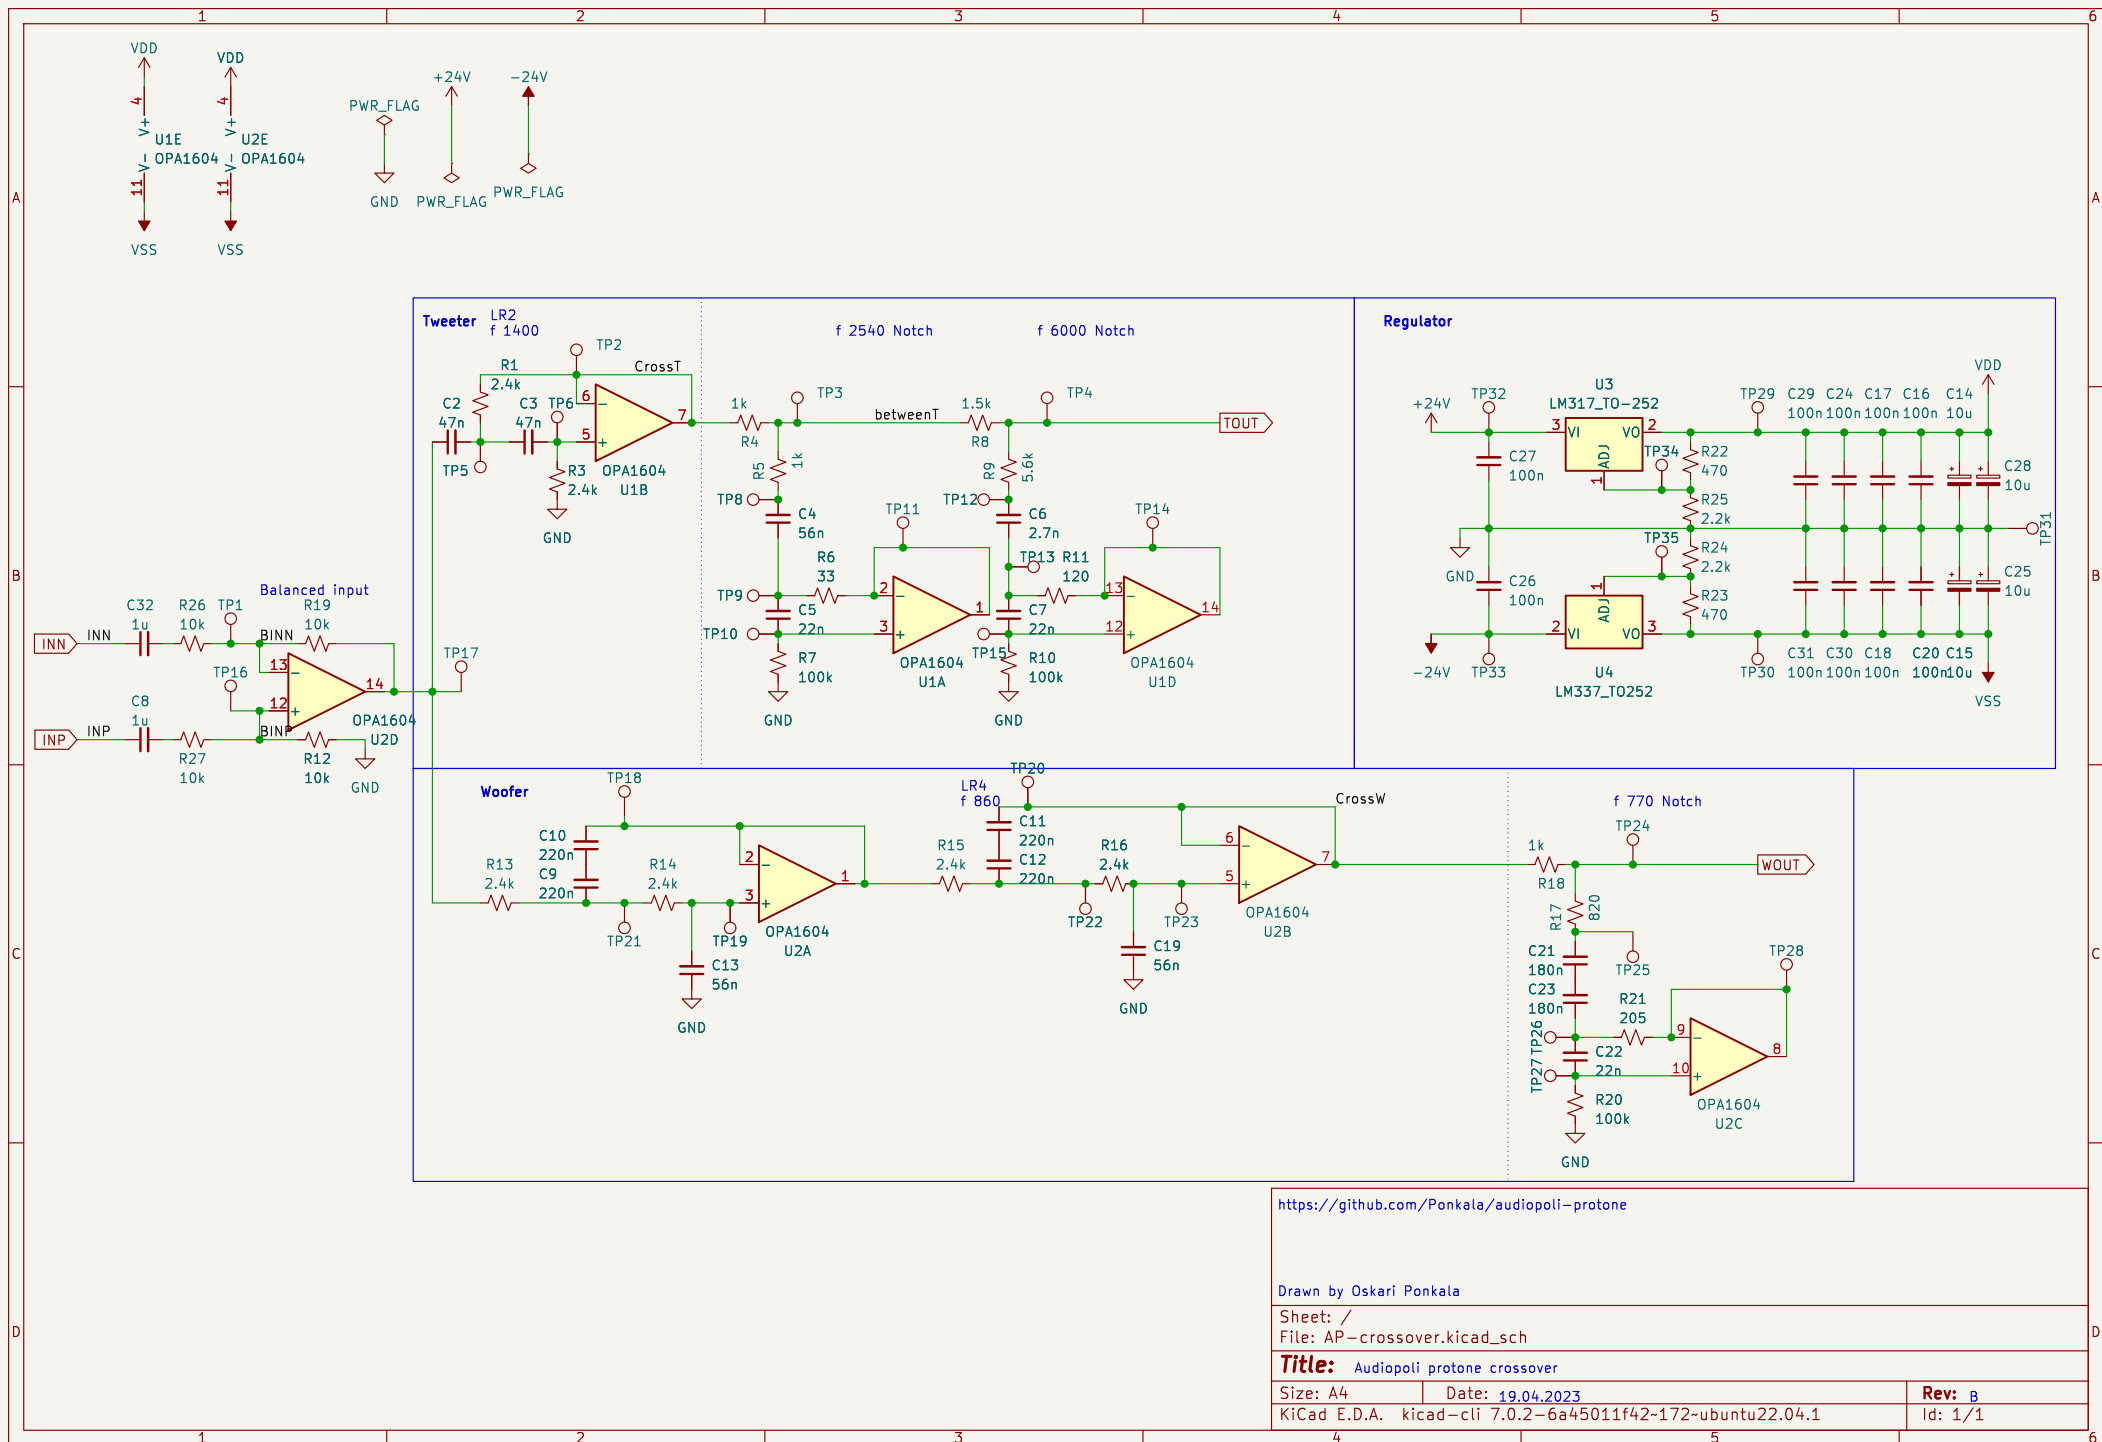 1 2 3 4 5 6
VDD
4
V+
U1E
OPA1604
V-
11
VSS
VDD
4
V+
U2E
OPA1604
V-
11
VSS
PWR_FLAG
GND
+24V
PWR_FLAG
-24V
PWR_FLAG
A
A
B
B
C
C
D
D
Balanced input
INN
INN
C32
1u
R26
10k
TP1
BINN
R19
10k
TP16
13
12
14
OPA1604
U2D
INP
INP
C8
1u
R27
10k
BINP
R12
10k
GND
TP17
Tweeter
LR2
f 1400
f 2540 Notch
f 6000 Notch
TP2
CrossT
R1
2.4k
C2
47n
C3
47n
TP6
TP5
R3
2.4k
GND
6
5
7
OPA1604
U1B
1k
R4
TP3
betweenT
1.5k
R8
TP4
TOUT
R5
1k
TP8
C4
56n
TP11
R6
33
TP9
C5
22n
TP10
R7
100k
GND
2
3
1
OPA1604
U1A
R9
5.6k
TP12
C6
2.7n
TP13
TP14
R11
120
C7
22n
TP15
R10
100k
GND
13
12
14
OPA1604
U1D
Regulator
+24V
TP32
U3
LM317_TO-252
3
VI
VO
2
ADJ
1
TP34
R22
470
R25
2.2k
TP29
C29
100n
C24
100n
C17
100n
C16
100n
C14
10u
VDD
C28
10u
C27
100n
GND
TP31
TP35
R24
2.2k
R23
470
C26
100n
ADJ
1
2
VI
VO
3
U4
LM337_TO252
-24V
TP33
TP30
C31
100n
C30
100n
C18
100n
C20
100n
C15
10u
C25
10u
VSS
Woofer
TP18
C10
220n
C9
220n
R13
2.4k
R14
2.4k
TP21
TP19
C13
56n
GND
2
3
1
OPA1604
U2A
LR4
f 860
TP20
CrossW
R15
2.4k
C11
220n
C12
220n
R16
2.4k
TP22
TP23
C19
56n
GND
6
5
7
OPA1604
U2B
f 770 Notch
1k
R18
TP24
WOUT
R17
820
TP25
C21
180n
C23
180n
TP26
R21
205
TP28
C22
22n
TP27
9
10
8
OPA1604
U2C
R20
100k
GND
https://github.com/Ponkala/audiopoli-protone
Drawn by Oskari Ponkala
Sheet: /
File: AP-crossover.kicad_sch
Title: Audiopoli protone crossover
Size: A4 Date: 19.04.2023 Rev: B
KiCad E.D.A. kicad-cli 7.0.2-6a45011f42~172~ubuntu22.04.1 Id: 1/1
1 2 3 4 5 6